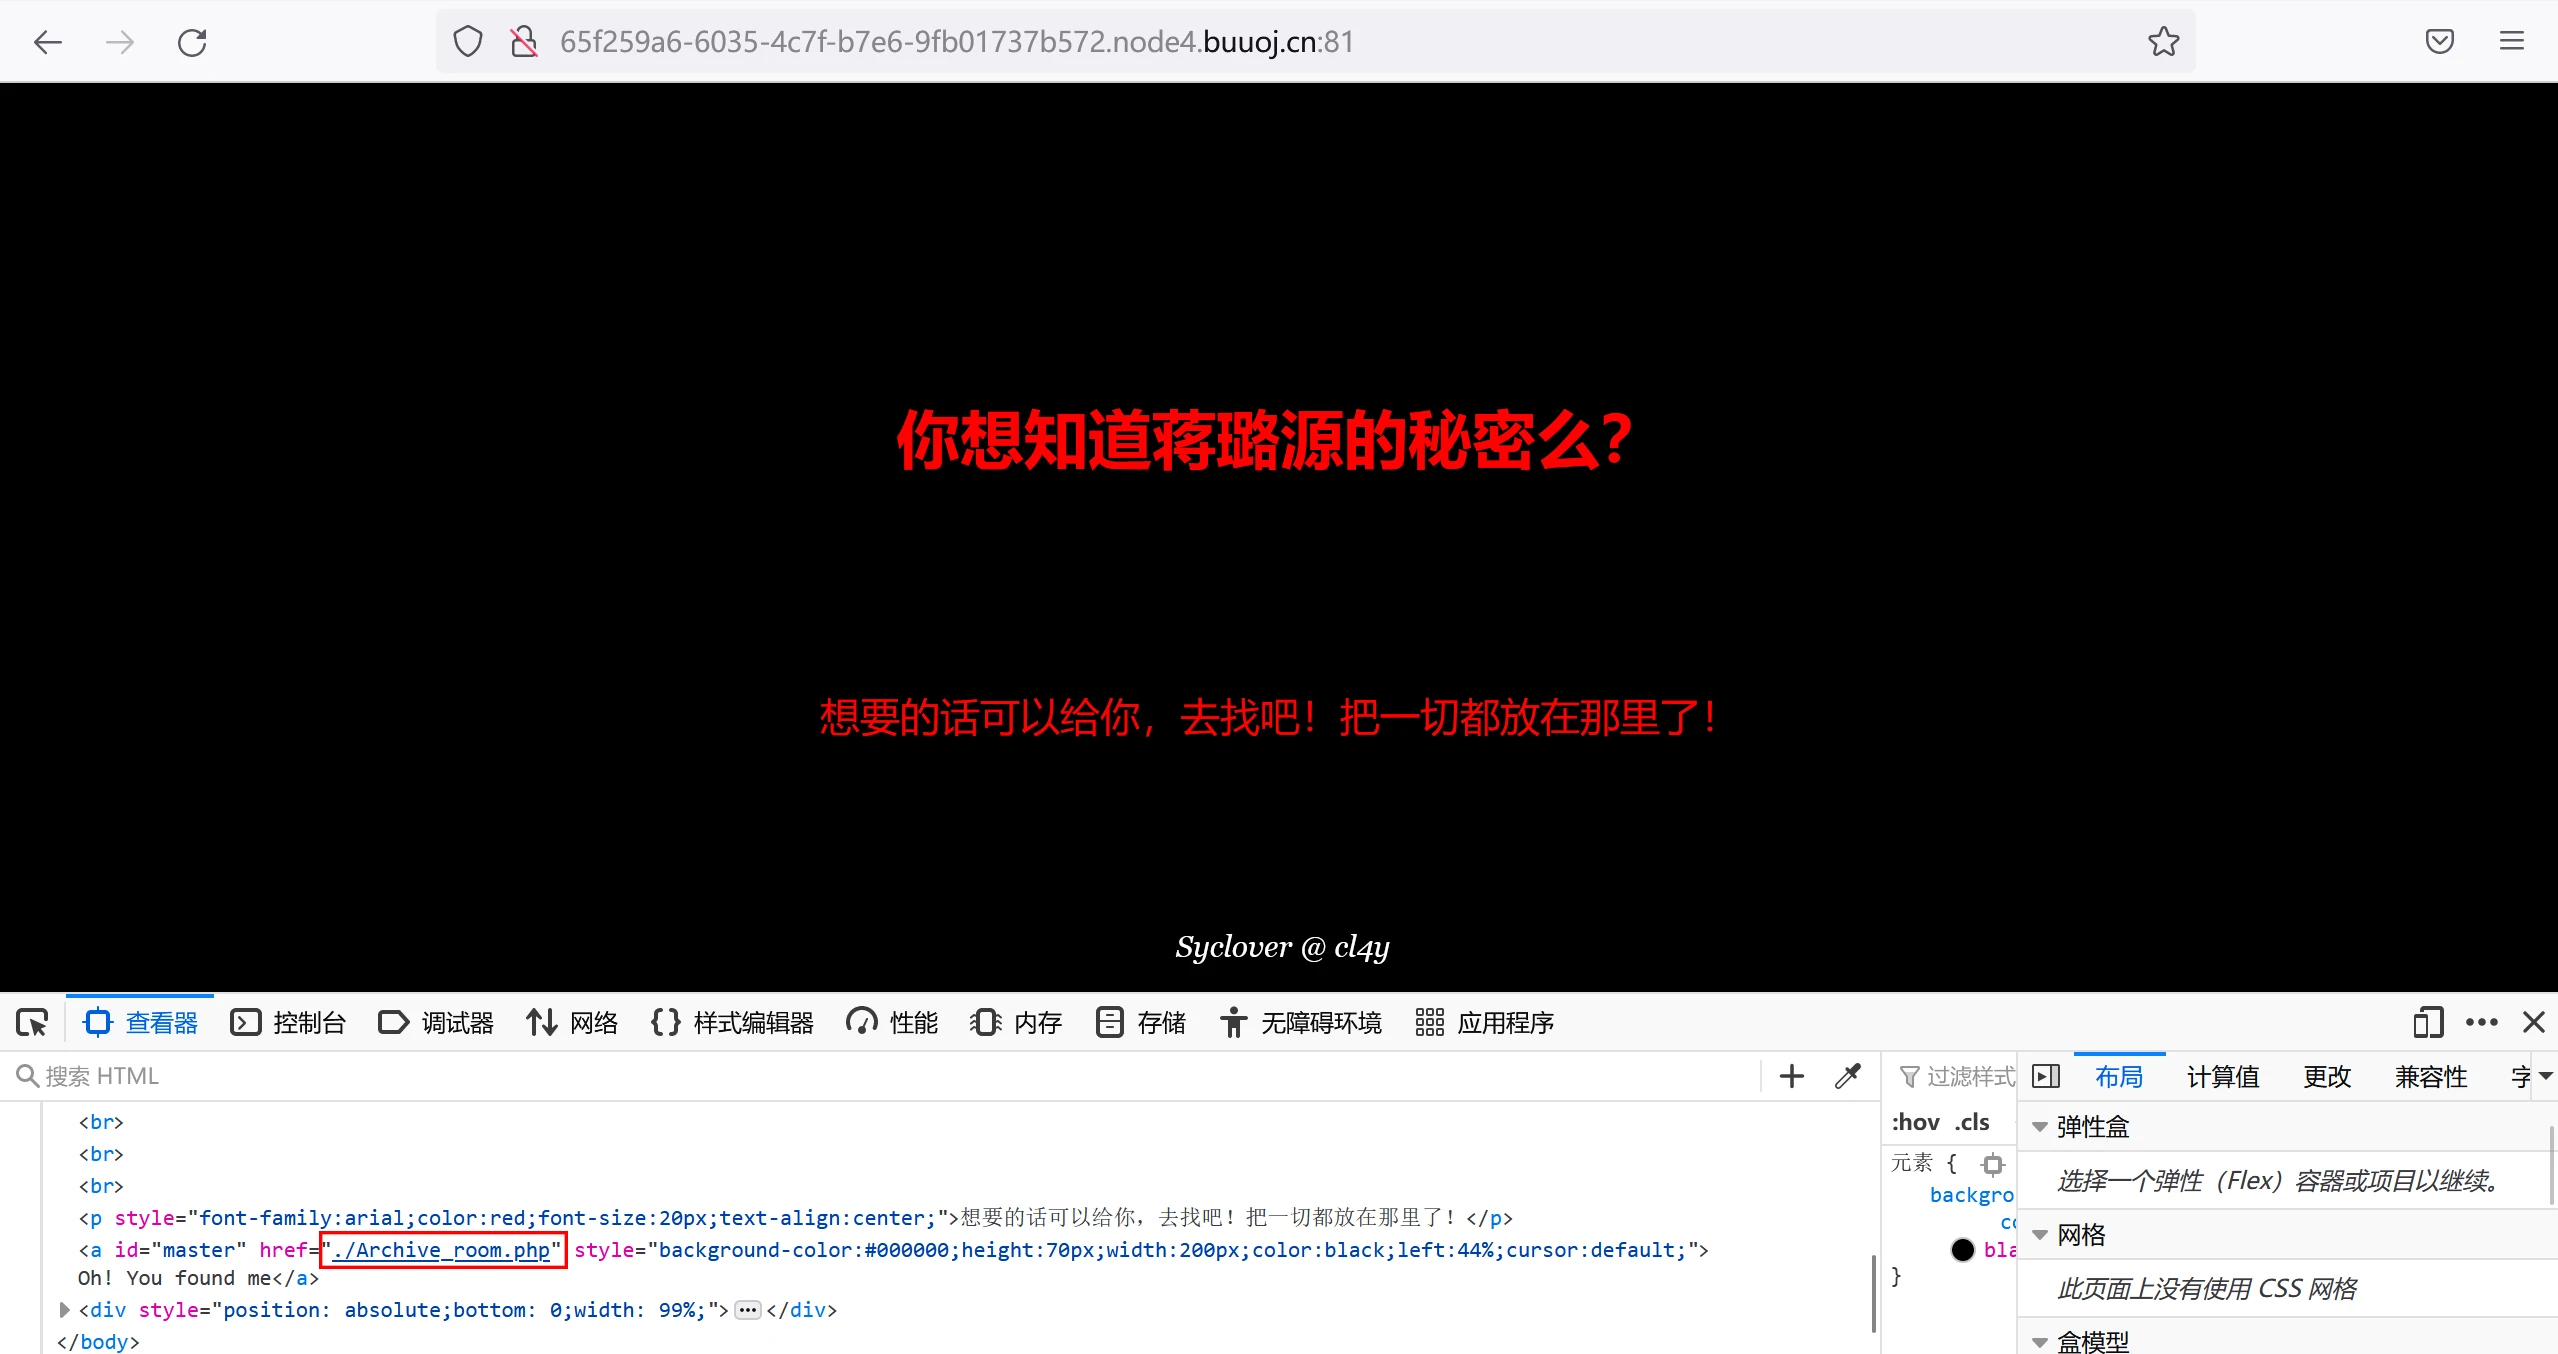 65f259a6-6035-4c7f-b7e6-9fb01737b572.node4.buuoj.cn:81
你想知道蒋璐源的秘密么？
想要的话可以给你，去找吧！把一切都放在那里了！
Syclover @ cl4y
查看器 控制台 调试器 网络 样式编辑器 性能 内存 存储 无障碍环境 应用程序
搜索 HTML
过滤样式
布局 计算值 更改 兼容性 字
:hov .cls
<br>
<br>
<br>
<p style="font-family:arial;color:red;font-size:20px;text-align:center;">想要的话可以给你，去找吧！把一切都放在那里了！</p>
<a id="master" href="./Archive_room.php" style="background-color:#000000;height:70px;width:200px;color:black;left:44%;cursor:default;">
Oh! You found me</a>
<div style="position: absolute;bottom: 0;width: 99%;">…</div>
</body>
元素 {
backgro
co
bla
}
弹性盒
选择一个弹性（Flex）容器或项目以继续。
网格
此页面上没有使用 CSS 网格
盒模型